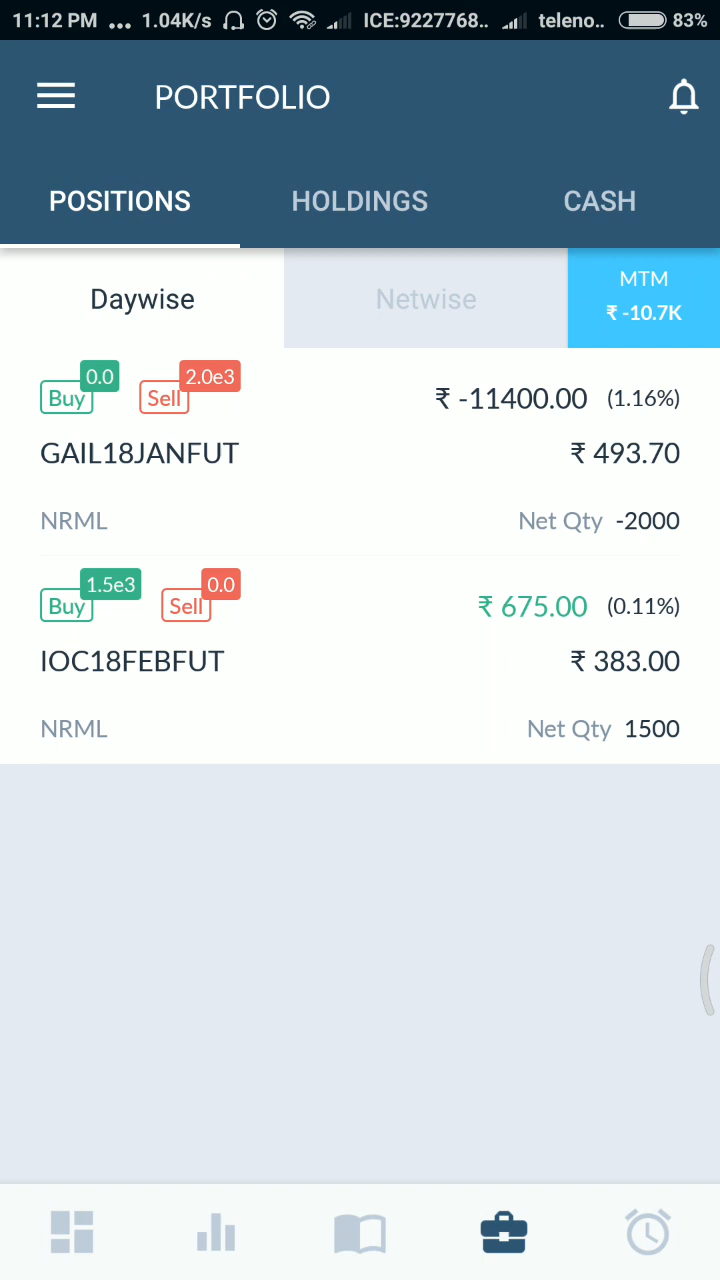 11:12 PM ... 1.04K/s ICE:9227768.. teleno.. 83%
PORTFOLIO
POSITIONS HOLDINGS CASH
Daywise Netwise MTM
₹ -10.7K
Buy 0.0 Sell 2.0e3 ₹ -11400.00 (1.16%)
GAIL18JANFUT ₹ 493.70
NRML Net Qty -2000
Buy 1.5e3 Sell 0.0 ₹ 675.00 (0.11%)
IOC18FEBFUT ₹ 383.00
NRML Net Qty 1500